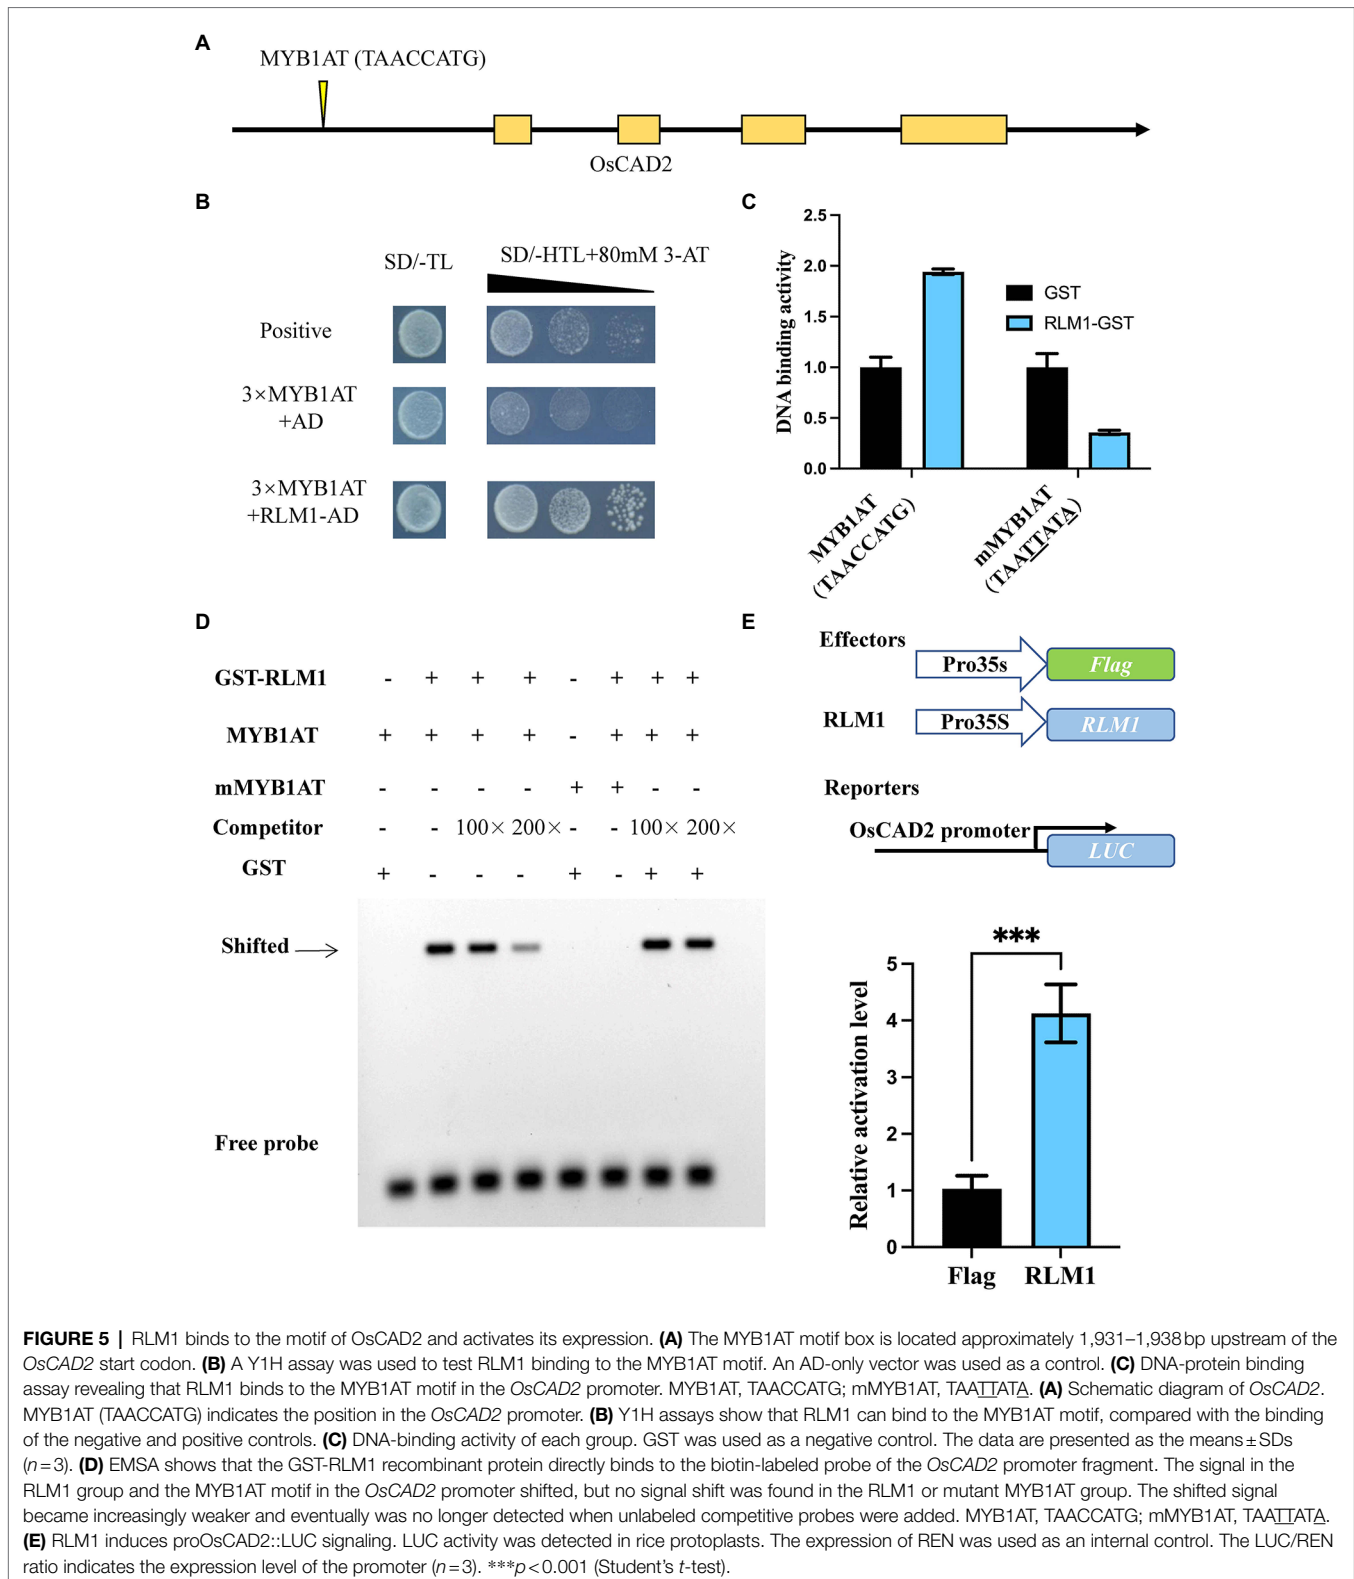 A
MYB1AT (TAACCATG)
OsCAD2
B
SD/-TL
SD/-HTL+80mM 3-AT
Positive
3×MYB1AT
+AD
3×MYB1AT
+RLM1-AD
C
DNA binding activity
2.5
2.0
1.5
1.0
0.5
0.0
GST
RLM1-GST
MYB1AT
(TAACCATG)
mMYB1AT
(TAATTATA)
D
GST-RLM1 - + + + - + + +
MYB1AT + + + + - + + +
mMYB1AT - - - - + + - -
Competitor - - 100× 200× - - 100× 200×
GST + - - - + - + +
Shifted
Free probe
E
Effectors
Pro35s Flag
RLM1 Pro35S RLM1
Reporters
OsCAD2 promoter
LUC
***
Relative activation level
5
4
3
2
1
0
Flag RLM1
FIGURE 5 | RLM1 binds to the motif of OsCAD2 and activates its expression. (A) The MYB1AT motif box is located approximately 1,931–1,938 bp upstream of the
OsCAD2 start codon. (B) A Y1H assay was used to test RLM1 binding to the MYB1AT motif. An AD-only vector was used as a control. (C) DNA-protein binding
assay revealing that RLM1 binds to the MYB1AT motif in the OsCAD2 promoter. MYB1AT, TAACCATG; mMYB1AT, TAATTATA. (A) Schematic diagram of OsCAD2.
MYB1AT (TAACCATG) indicates the position in the OsCAD2 promoter. (B) Y1H assays show that RLM1 can bind to the MYB1AT motif, compared with the binding
of the negative and positive controls. (C) DNA-binding activity of each group. GST was used as a negative control. The data are presented as the means ± SDs
(n = 3). (D) EMSA shows that the GST-RLM1 recombinant protein directly binds to the biotin-labeled probe of the OsCAD2 promoter fragment. The signal in the
RLM1 group and the MYB1AT motif in the OsCAD2 promoter shifted, but no signal shift was found in the RLM1 or mutant MYB1AT group. The shifted signal
became increasingly weaker and eventually was no longer detected when unlabeled competitive probes were added. MYB1AT, TAACCATG; mMYB1AT, TAATTATA.
(E) RLM1 induces proOsCAD2::LUC signaling. LUC activity was detected in rice protoplasts. The expression of REN was used as an internal control. The LUC/REN
ratio indicates the expression level of the promoter (n = 3). ***p < 0.001 (Student's t-test).